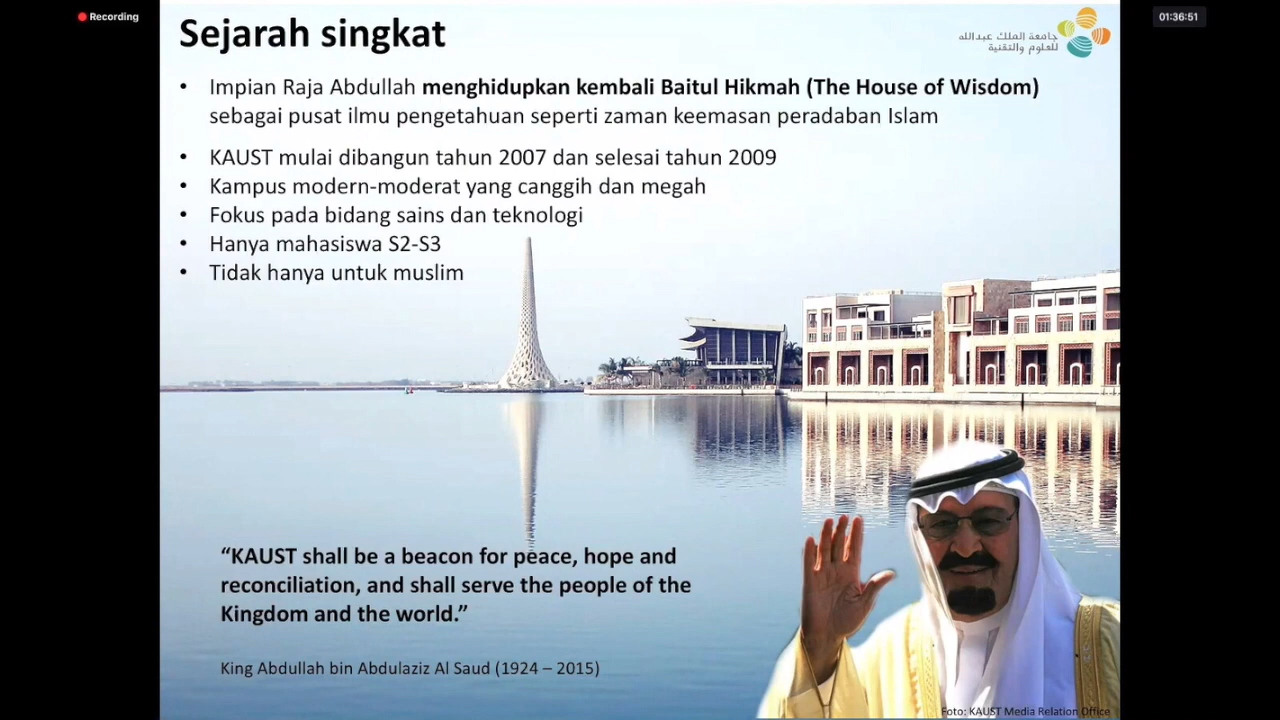 Recording
01:36:51
Sejarah singkat
جامعة الملك عبدالله
للعلوم والتقنية
• Impian Raja Abdullah menghidupkan kembali Baitul Hikmah (The House of Wisdom)
sebagai pusat ilmu pengetahuan seperti zaman keemasan peradaban Islam
• KAUST mulai dibangun tahun 2007 dan selesai tahun 2009
• Kampus modern-moderat yang canggih dan megah
• Fokus pada bidang sains dan teknologi
• Hanya mahasiswa S2-S3
• Tidak hanya untuk muslim
“KAUST shall be a beacon for peace, hope and
reconciliation, and shall serve the people of the
Kingdom and the world.”
King Abdullah bin Abdulaziz Al Saud (1924 – 2015)
Foto: KAUST Media Relation Office